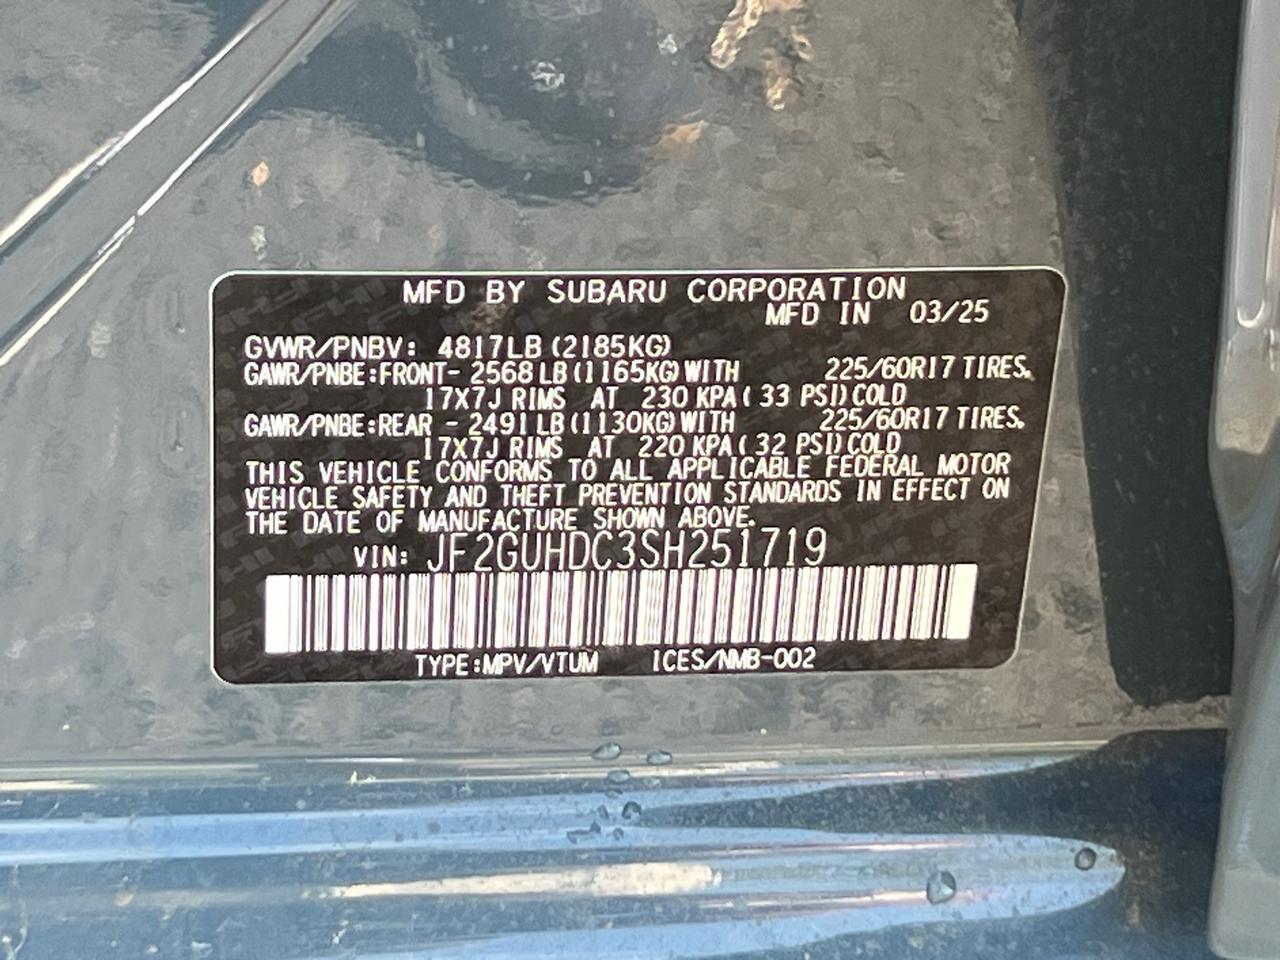 MFD BY SUBARU CORPORATION
MFD IN 03/25
GVWR/PNBV: 4817LB (2185KG)
GAWR/PNBE:FRONT- 2568 LB (1165KG) WITH 225/60R17 TIRES,
17X7J RIMS AT 230 KPA ( 33 PSI) COLD
GAWR/PNBE:REAR - 2491 LB (1130KG) WITH 225/60R17 TIRES,
17X7J RIMS AT 220 KPA ( 32 PSI) COLD
THIS VEHICLE CONFORMS TO ALL APPLICABLE FEDERAL MOTOR
VEHICLE SAFETY AND THEFT PREVENTION STANDARDS IN EFFECT ON
THE DATE OF MANUFACTURE SHOWN ABOVE.
VIN: JF2GUHDC3SH251719
TYPE:MPV/VTUM ICES/NMB-002